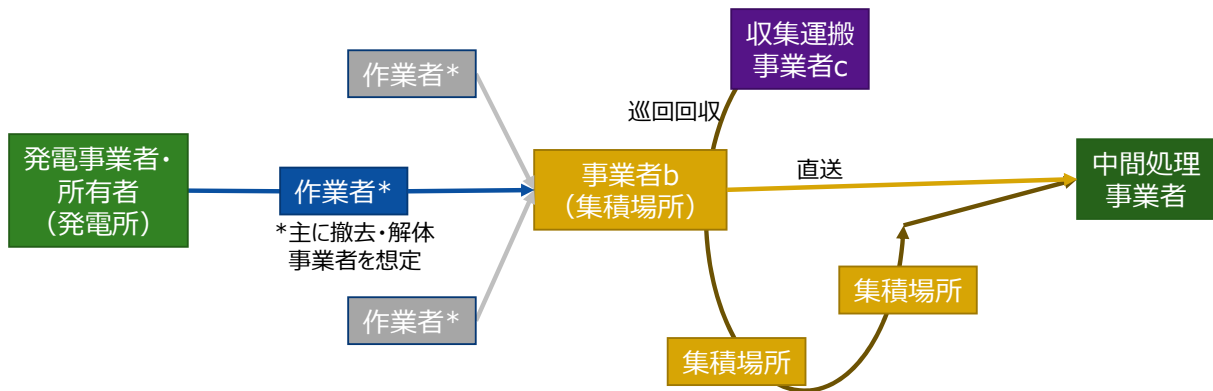 収集運搬
事業者c
作業者*
巡回回収
発電事業者・
所有者
（発電所）
作業者*
事業者b
（集積場所）
直送
中間処理
事業者
*主に撤去・解体
事業者を想定
集積場所
作業者*
集積場所